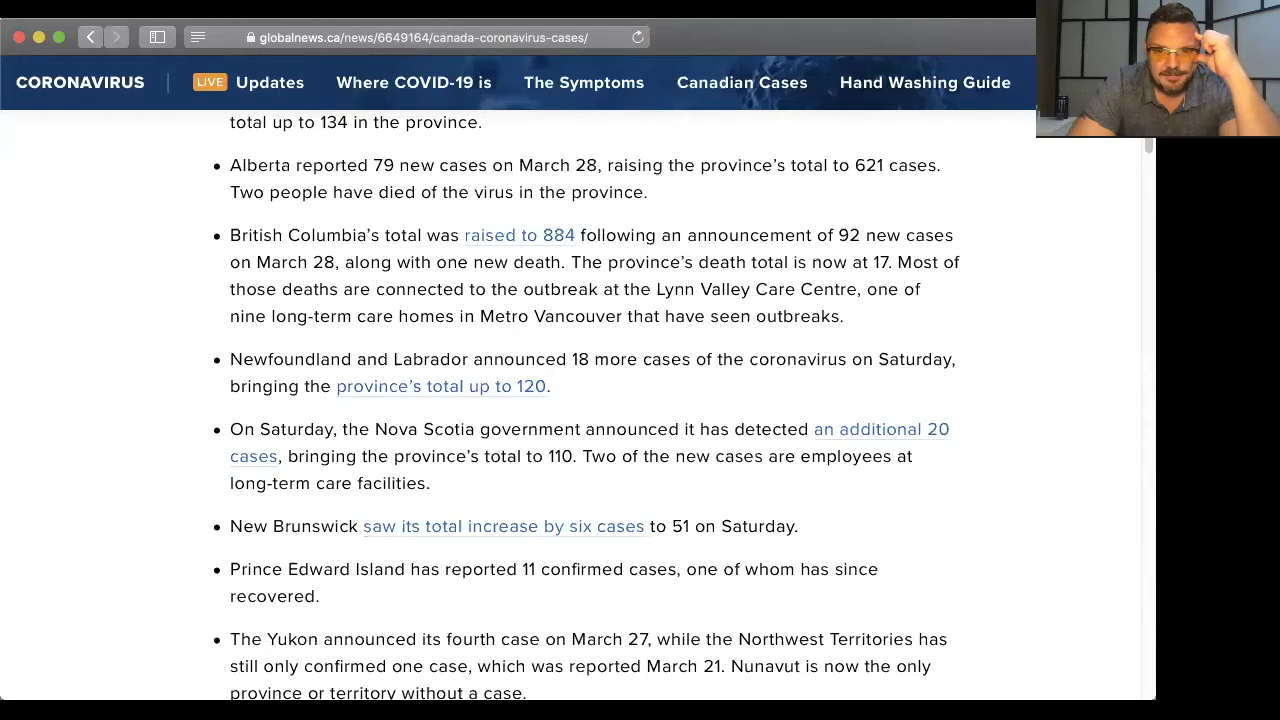 globalnews.ca/news/6649164/canada-coronavirus-cases/
CORONAVIRUS LIVE Updates Where COVID-19 is The Symptoms Canadian Cases Hand Washing Guide
total up to 134 in the province.
• Alberta reported 79 new cases on March 28, raising the province's total to 621 cases.
Two people have died of the virus in the province.
• British Columbia's total was raised to 884 following an announcement of 92 new cases
on March 28, along with one new death. The province's death total is now at 17. Most of
those deaths are connected to the outbreak at the Lynn Valley Care Centre, one of
nine long-term care homes in Metro Vancouver that have seen outbreaks.
• Newfoundland and Labrador announced 18 more cases of the coronavirus on Saturday,
bringing the province's total up to 120.
• On Saturday, the Nova Scotia government announced it has detected an additional 20
cases, bringing the province's total to 110. Two of the new cases are employees at
long-term care facilities.
• New Brunswick saw its total increase by six cases to 51 on Saturday.
• Prince Edward Island has reported 11 confirmed cases, one of whom has since
recovered.
• The Yukon announced its fourth case on March 27, while the Northwest Territories has
still only confirmed one case, which was reported March 21. Nunavut is now the only
province or territory without a case.